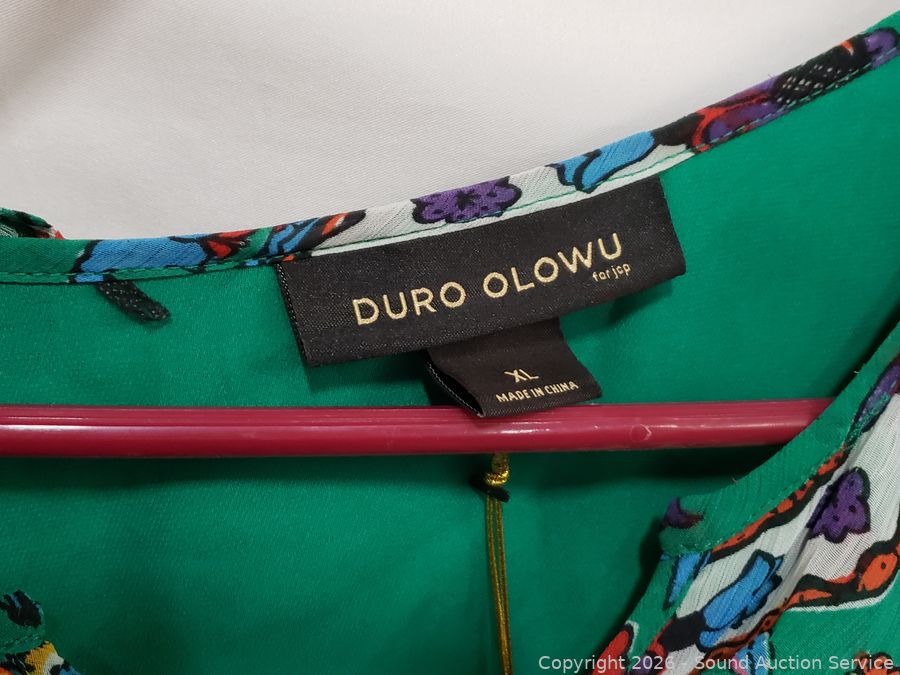 DURO OLOWU
for jcp
XL
MADE IN CHINA
Copyright 2026 - Sound Auction Service